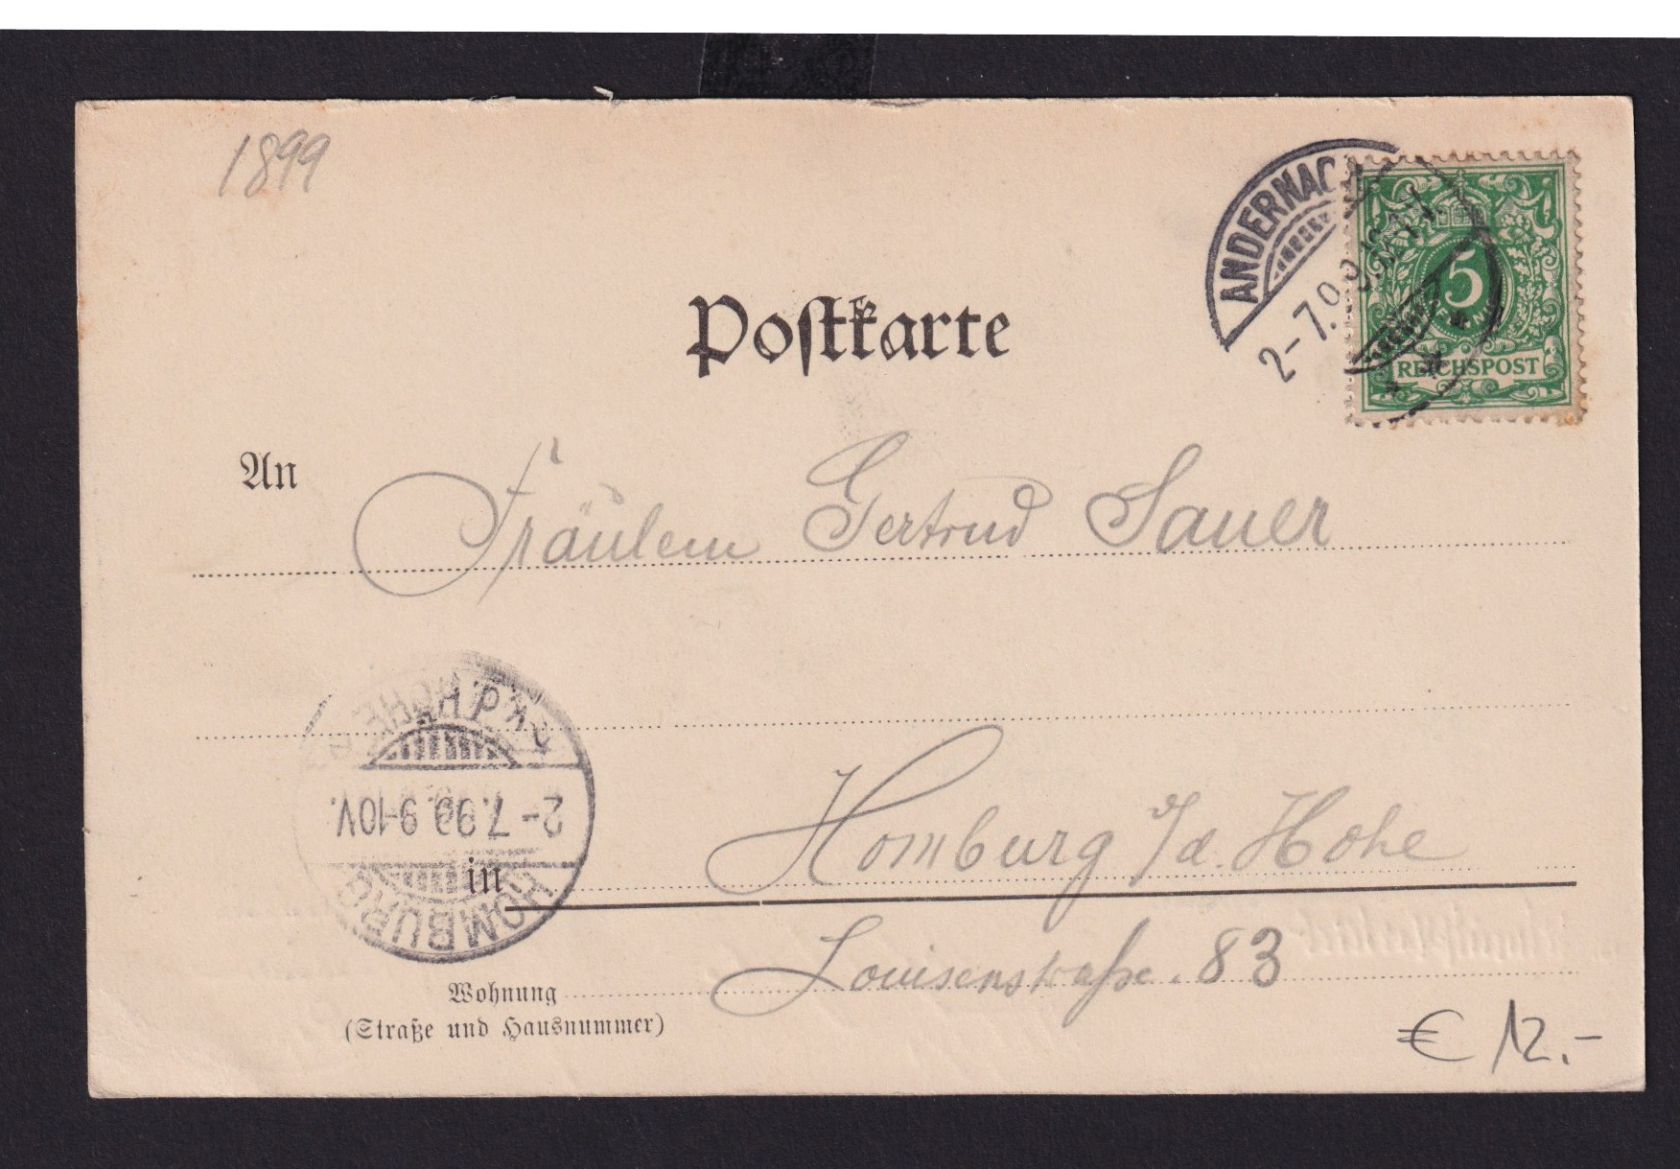 1899
ANDERNACH
2-7.
5
REICHSPOST
Postkarte
An Fräulein Gertrud Sauer
HOMBURG
2-7.99 9-10V.
in Homburg v/d. Höhe
Louisenstraße. 83
Wohnung
(Straße und Hausnummer)
€ 12.-